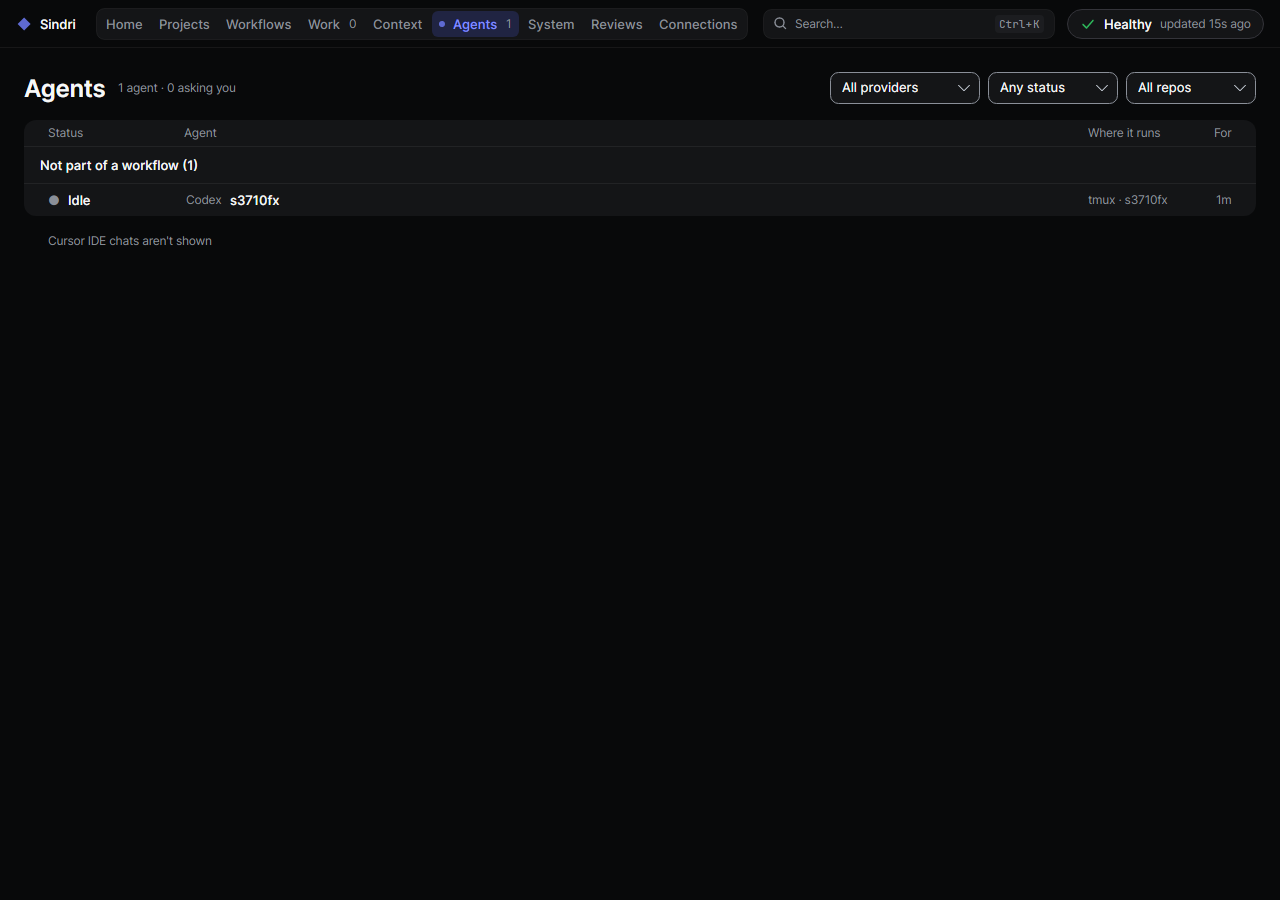 Sindri Home Projects Workflows Work 0 Context Agents 1 System Reviews Connections Search... Ctrl+K Healthy updated 15s ago
Agents 1 agent · 0 asking you All providers Any status All repos
Status Agent Where it runs For
Not part of a workflow (1)
Idle Codex s3710fx tmux · s3710fx 1m
Cursor IDE chats aren't shown